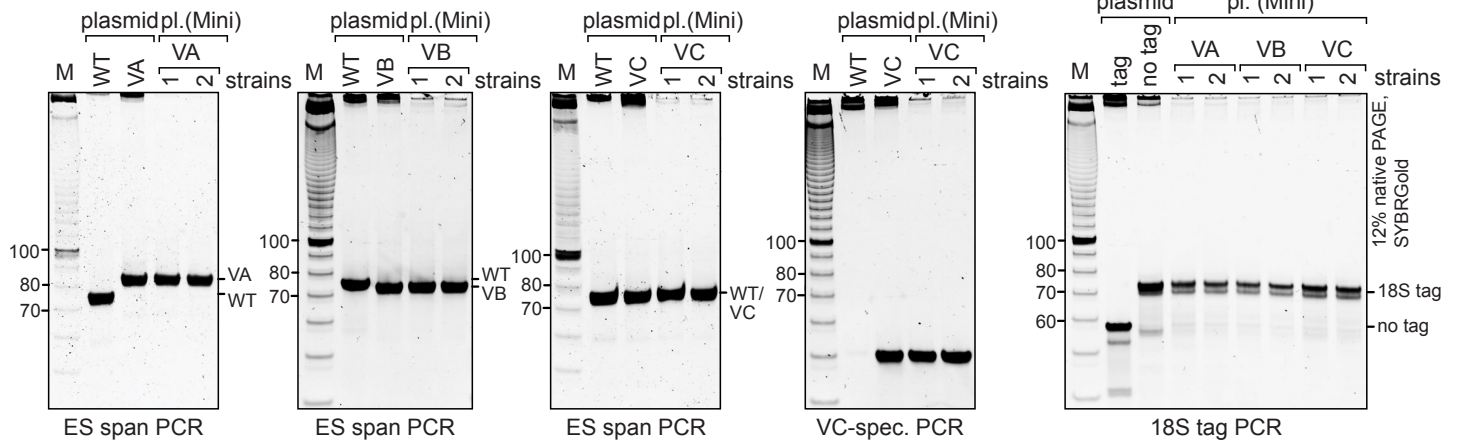 plasmid pl.(Mini)
VA
M WT VA 1 2 strains
100
80
70
VA
WT
ES span PCR
plasmid pl.(Mini)
VB
M WT VB 1 2 strains
100
80
70
WT
VB
ES span PCR
plasmid pl.(Mini)
VC
M WT VC 1 2 strains
100
80
70
WT/
VC
ES span PCR
plasmid pl.(Mini)
VC
M WT VC 1 2 strains
100
80
70
VC-spec. PCR
plasmid pl. (Mini)
VA VB VC
M tag no tag 1 2 1 2 1 2 strains
100
80
70
60
18S tag
no tag
12% native PAGE,
SYBRGold
18S tag PCR